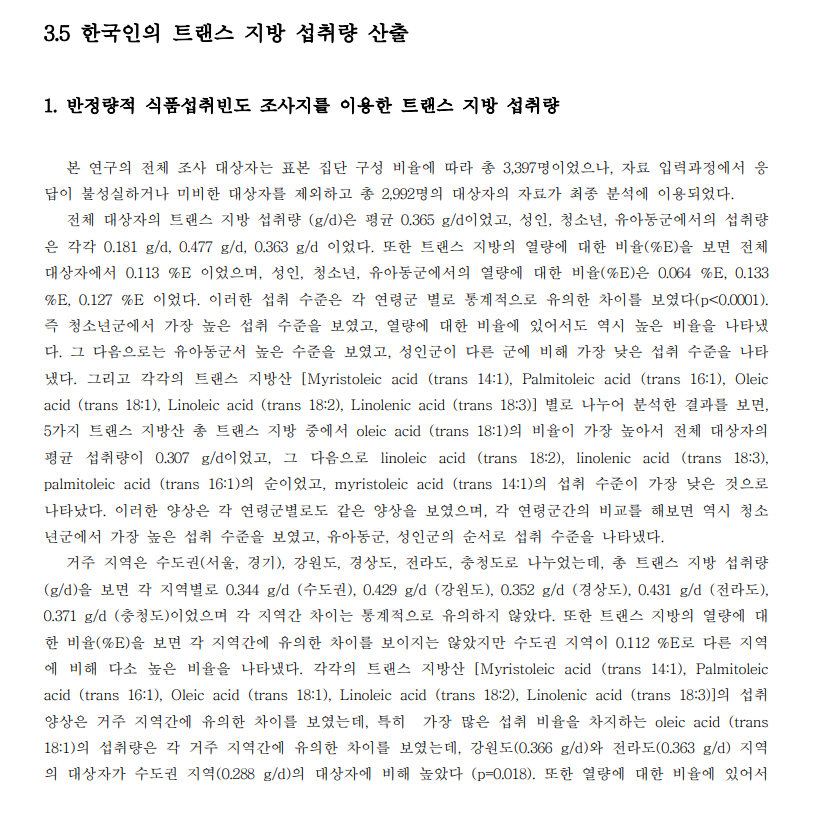 3.5 한국인의 트랜스 지방 섭취량 산출
1. 반정량적 식품섭취빈도 조사지를 이용한 트랜스 지방 섭취량
본 연구의 전체 조사 대상자는 표본 집단 구성 비율에 따라 총 3,397명이었으나, 자료 입력과정에서 응
답이 불성실하거나 미비한 대상자를 제외하고 총 2,992명의 대상자의 자료가 최종 분석에 이용되었다.
전체 대상자의 트랜스 지방 섭취량 (g/d)은 평균 0.365 g/d이었고, 성인, 청소년, 유아동군에서의 섭취량
은 각각 0.181 g/d, 0.477 g/d, 0.363 g/d 이었다. 또한 트랜스 지방의 열량에 대한 비율(%E)을 보면 전체
대상자에서 0.113 %E 이었으며, 성인, 청소년, 유아동군에서의 열량에 대한 비율(%E)은 0.064 %E, 0.133
%E, 0.127 %E 이었다. 이러한 섭취 수준은 각 연령군 별로 통계적으로 유의한 차이를 보였다(p<0.0001).
즉 청소년군에서 가장 높은 섭취 수준을 보였고, 열량에 대한 비율에 있어서도 역시 높은 비율을 나타냈
다. 그 다음으로는 유아동군서 높은 수준을 보였고, 성인군이 다른 군에 비해 가장 낮은 섭취 수준을 나타
냈다. 그리고 각각의 트랜스 지방산 [Myristoleic acid (trans 14:1), Palmitoleic acid (trans 16:1), Oleic
acid (trans 18:1), Linoleic acid (trans 18:2), Linolenic acid (trans 18:3)] 별로 나누어 분석한 결과를 보면,
5가지 트랜스 지방산 총 트랜스 지방 중에서 oleic acid (trans 18:1)의 비율이 가장 높아서 전체 대상자의
평균 섭취량이 0.307 g/d이었고, 그 다음으로 linoleic acid (trans 18:2), linolenic acid (trans 18:3),
palmitoleic acid (trans 16:1)의 순이었고, myristoleic acid (trans 14:1)의 섭취 수준이 가장 낮은 것으로
나타났다. 이러한 양상은 각 연령군별로도 같은 양상을 보였으며, 각 연령군간의 비교를 해보면 역시 청소
년군에서 가장 높은 섭취 수준을 보였고, 유아동군, 성인군의 순서로 섭취 수준을 나타냈다.
거주 지역은 수도권(서울, 경기), 강원도, 경상도, 전라도, 충청도로 나누었는데, 총 트랜스 지방 섭취량
(g/d)을 보면 각 지역별로 0.344 g/d (수도권), 0.429 g/d (강원도), 0.352 g/d (경상도), 0.431 g/d (전라도),
0.371 g/d (충청도)이었으며 각 지역간 차이는 통계적으로 유의하지 않았다. 또한 트랜스 지방의 열량에 대
한 비율(%E)을 보면 각 지역간에 유의한 차이를 보이지는 않았지만 수도권 지역이 0.112 %E로 다른 지역
에 비해 다소 높은 비율을 나타냈다. 각각의 트랜스 지방산 [Myristoleic acid (trans 14:1), Palmitoleic
acid (trans 16:1), Oleic acid (trans 18:1), Linoleic acid (trans 18:2), Linolenic acid (trans 18:3)]의 섭취
양상은 거주 지역간에 유의한 차이를 보였는데, 특히 가장 많은 섭취 비율을 차지하는 oleic acid (trans
18:1)의 섭취량은 각 거주 지역간에 유의한 차이를 보였는데, 강원도(0.366 g/d)와 전라도(0.363 g/d) 지역
의 대상자가 수도권 지역(0.288 g/d)의 대상자에 비해 높았다 (p=0.018). 또한 열량에 대한 비율에 있어서